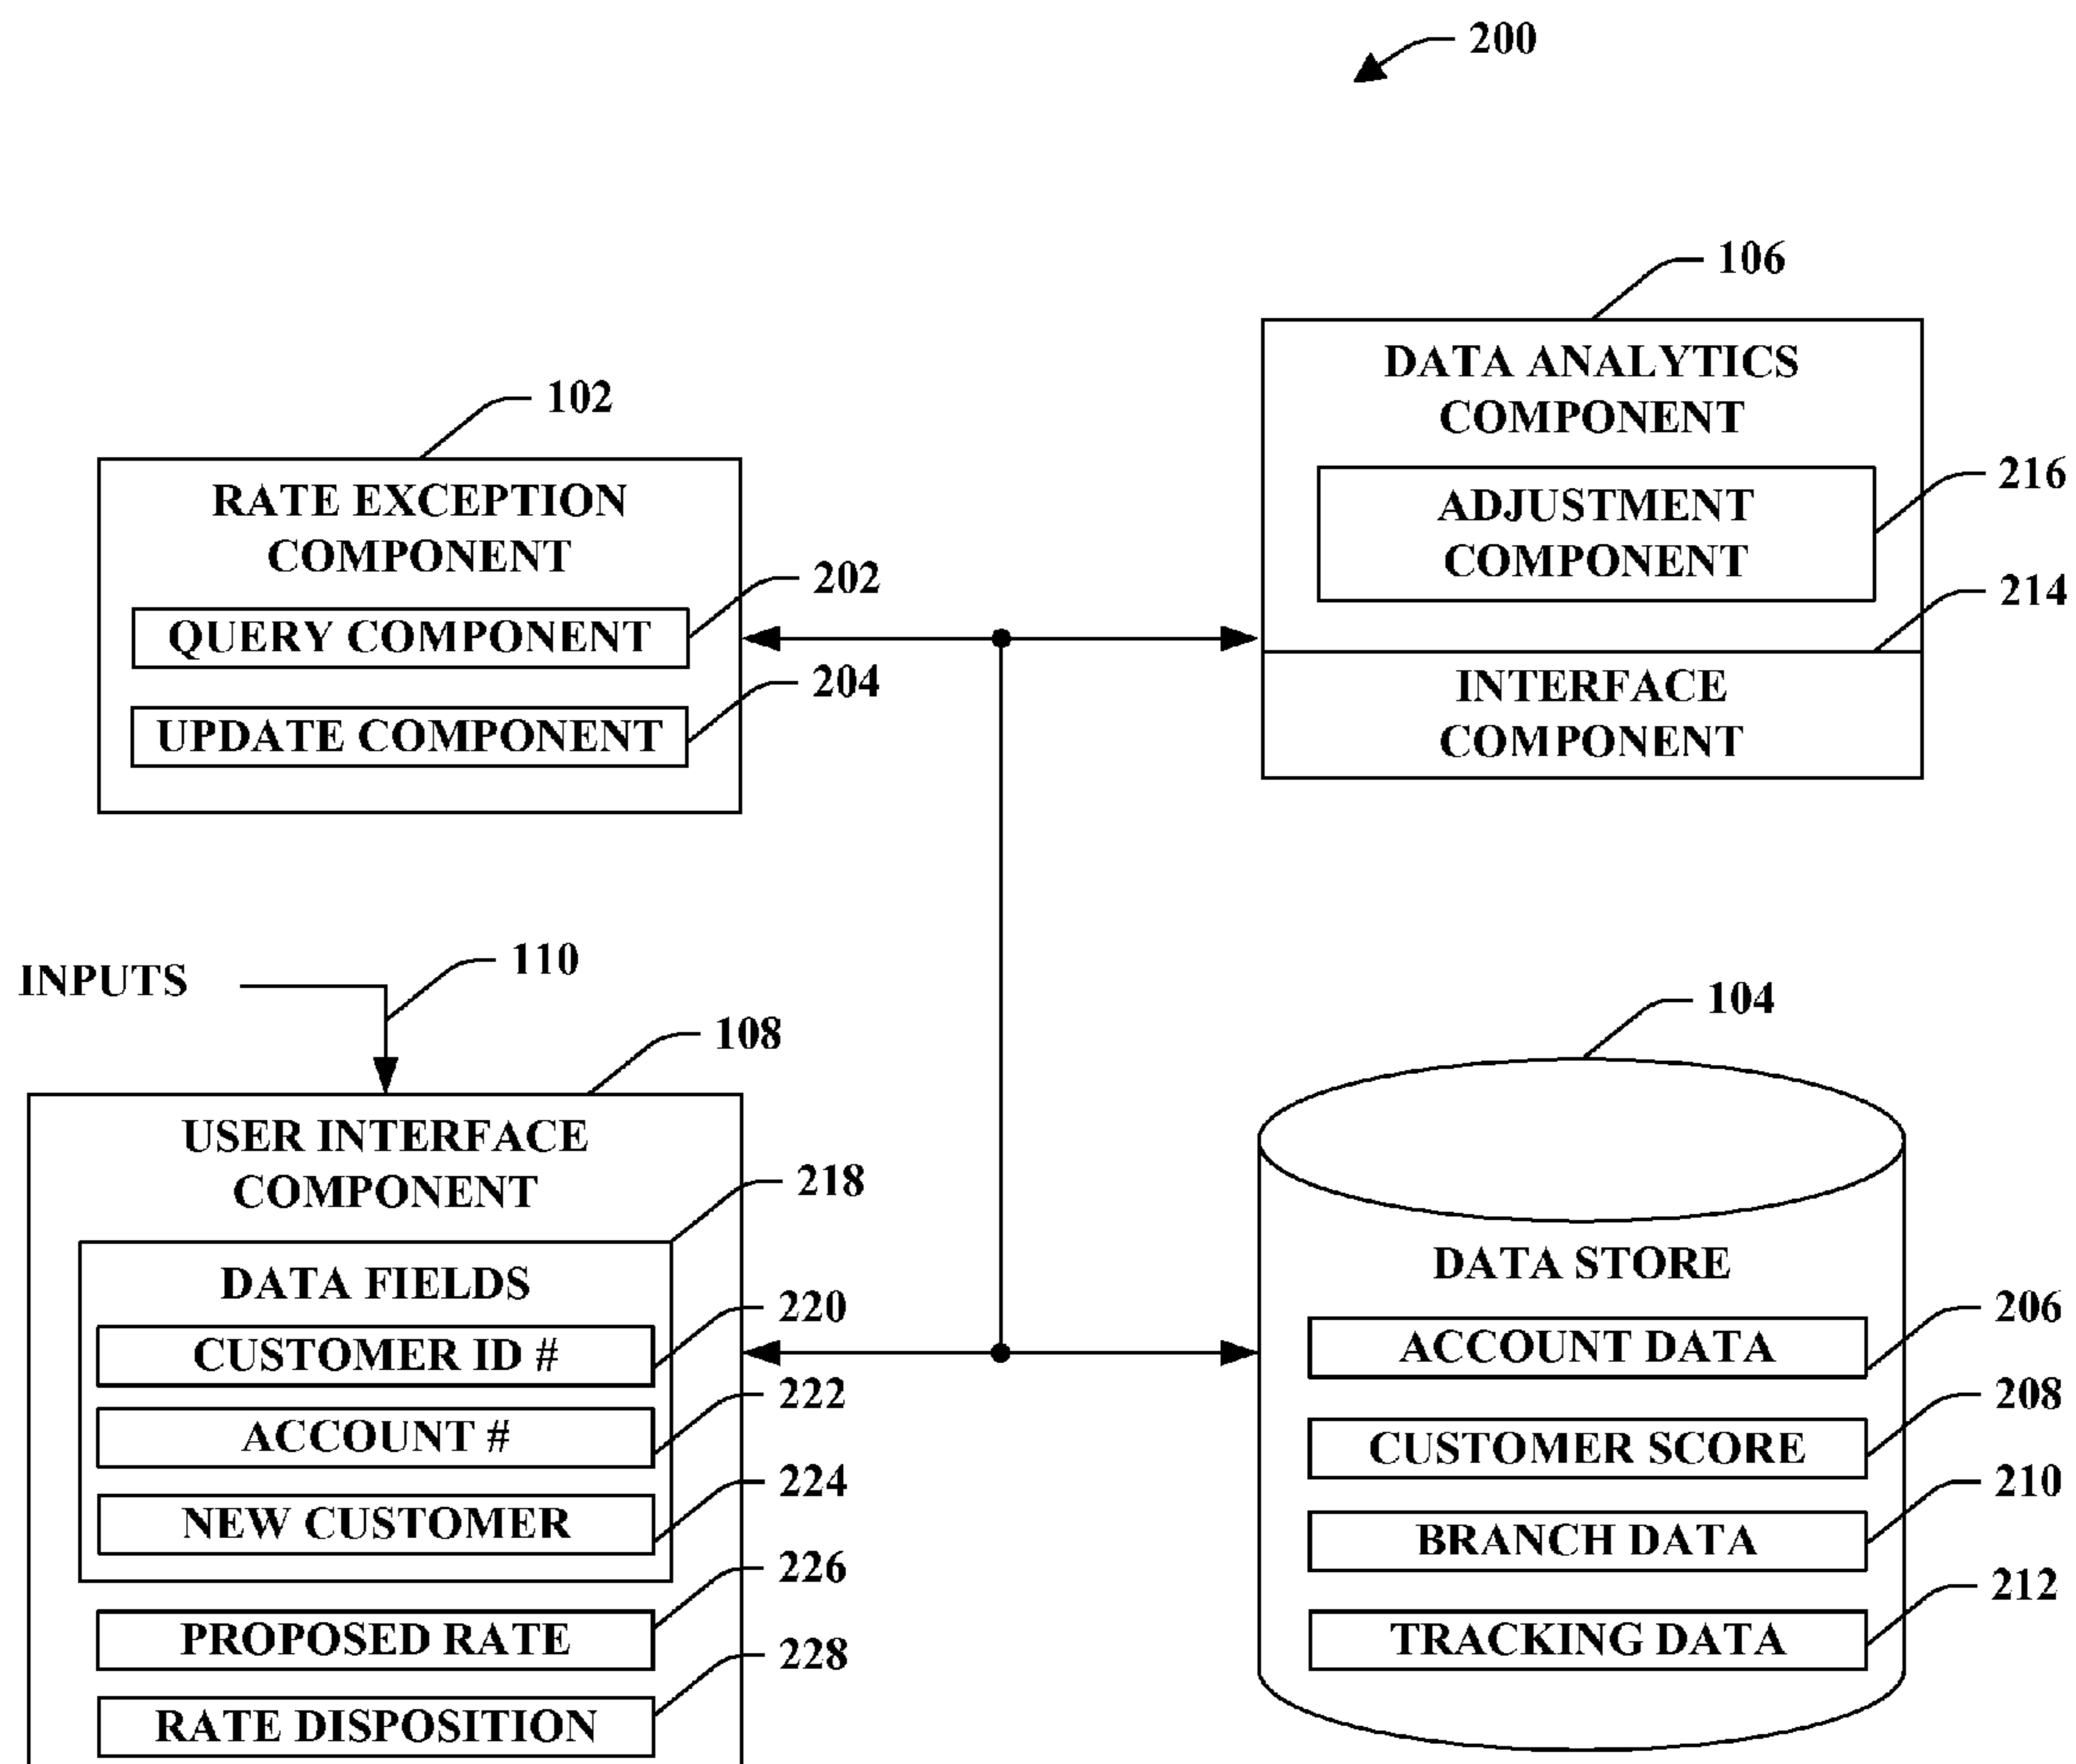 200
106
DATA ANALYTICS
COMPONENT
216
ADJUSTMENT
COMPONENT
214
INTERFACE
COMPONENT
102
RATE EXCEPTION
COMPONENT
202
QUERY COMPONENT
204
UPDATE COMPONENT
INPUTS
110
108
USER INTERFACE
COMPONENT
218
DATA FIELDS
220
CUSTOMER ID #
222
ACCOUNT #
224
NEW CUSTOMER
226
PROPOSED RATE
228
RATE DISPOSITION
104
DATA STORE
206
ACCOUNT DATA
208
CUSTOMER SCORE
210
BRANCH DATA
212
TRACKING DATA